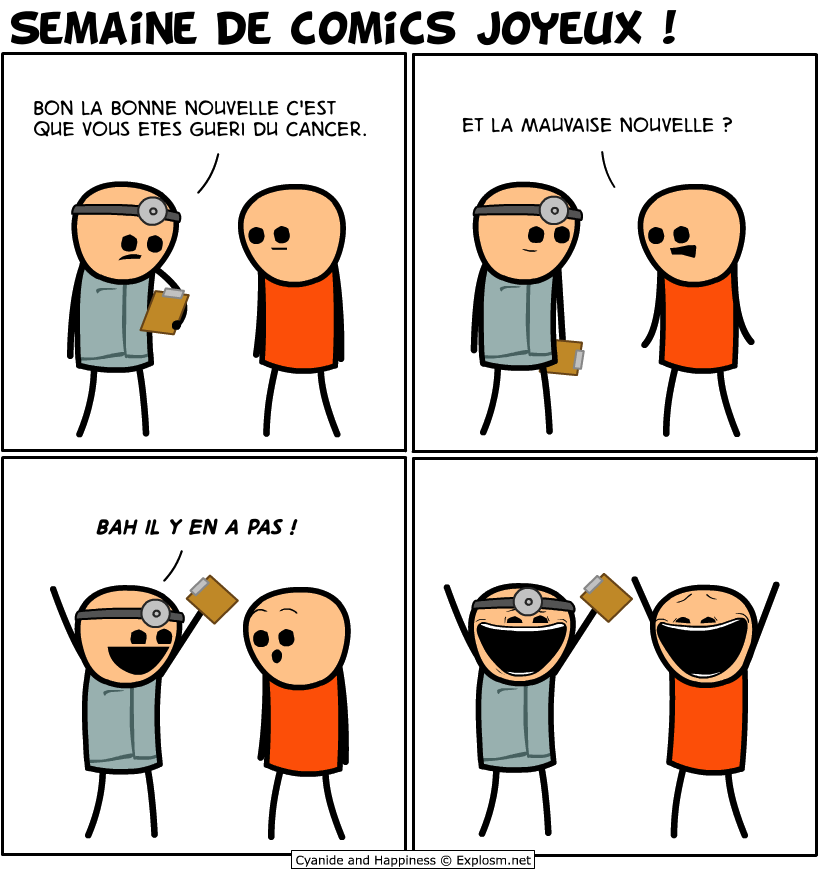 SEMAINE DE COMICS JOYEUX !
BON LA BONNE NOUVELLE C'EST
QUE VOUS ETES GUERI DU CANCER.
ET LA MAUVAISE NOUVELLE ?
BAH IL Y EN A PAS !
Cyanide and Happiness © Explosm.net